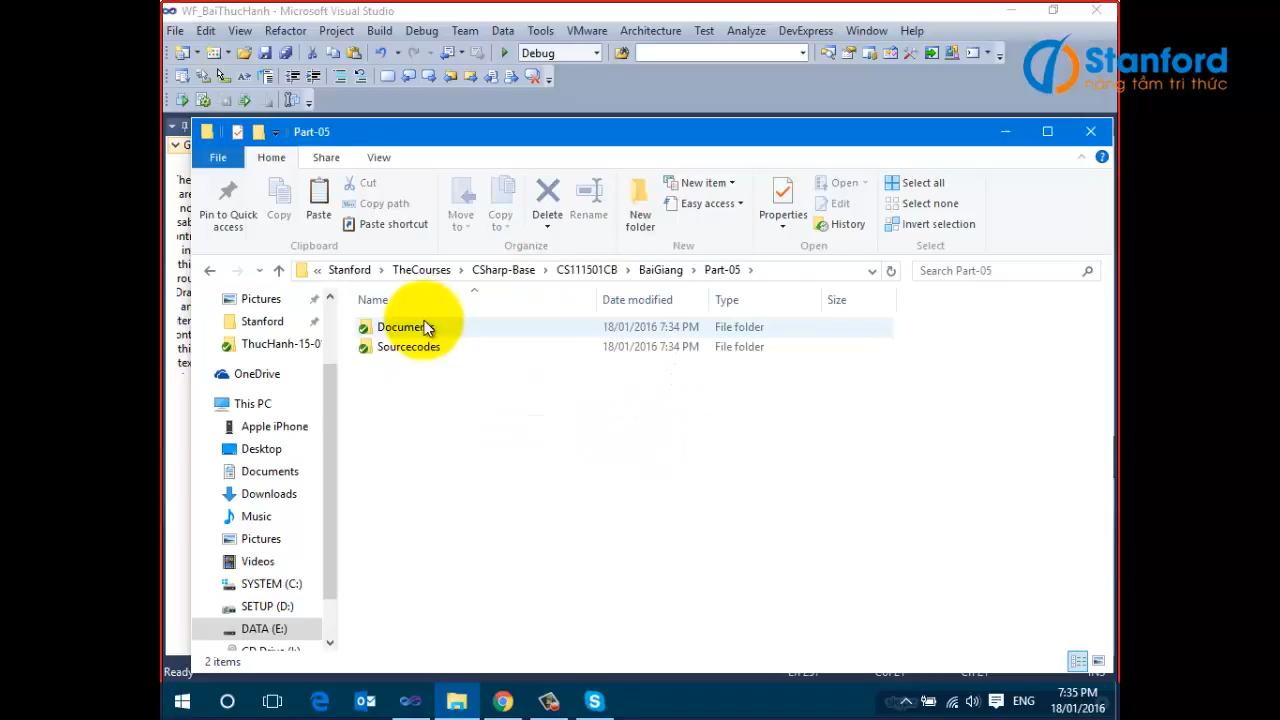 WF_BaiThucHanh - Microsoft Visual Studio
File Edit View Refactor Project Build Debug Team Data Tools VMware Architecture Test Analyze DevExpress Window Help
Debug
Stanford
nâng tầm tri thức
Part-05
File Home Share View
Pin to Quick access
Copy
Paste
Cut
Copy path
Paste shortcut
Move to
Copy to
Delete
Rename
New folder
New item
Easy access
Properties
Open
Edit
History
Select all
Select none
Invert selection
Clipboard Organize New Open Select
« Stanford > TheCourses > CSharp-Base > CS111501CB > BaiGiang > Part-05 >
Search Part-05
Name Date modified Type Size
Documents 18/01/2016 7:34 PM File folder
Sourcecodes 18/01/2016 7:34 PM File folder
Pictures
Stanford
ThucHanh-15-0
OneDrive
This PC
Apple iPhone
Desktop
Documents
Downloads
Music
Pictures
Videos
SYSTEM (C:)
SETUP (D:)
DATA (E:)
2 items
Ready
ENG
7:35 PM
18/01/2016